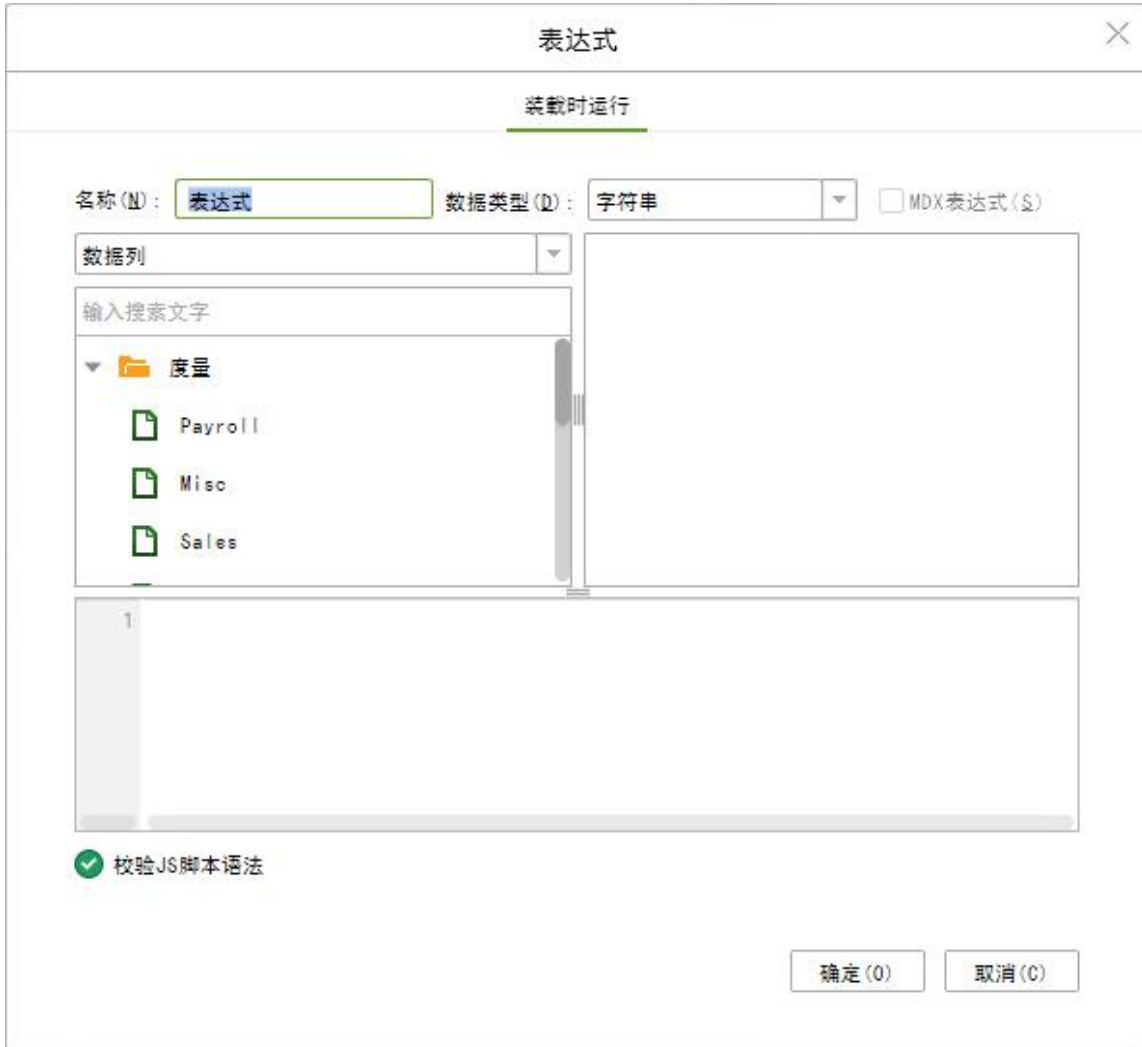 表达式
装载时运行
名称(N): 表达式 数据类型(D): 字符串 MDX表达式(S)
数据列
输入搜索文字
度量
Payroll
Misc
Sales
1
校验JS脚本语法
确定(O) 取消(C)